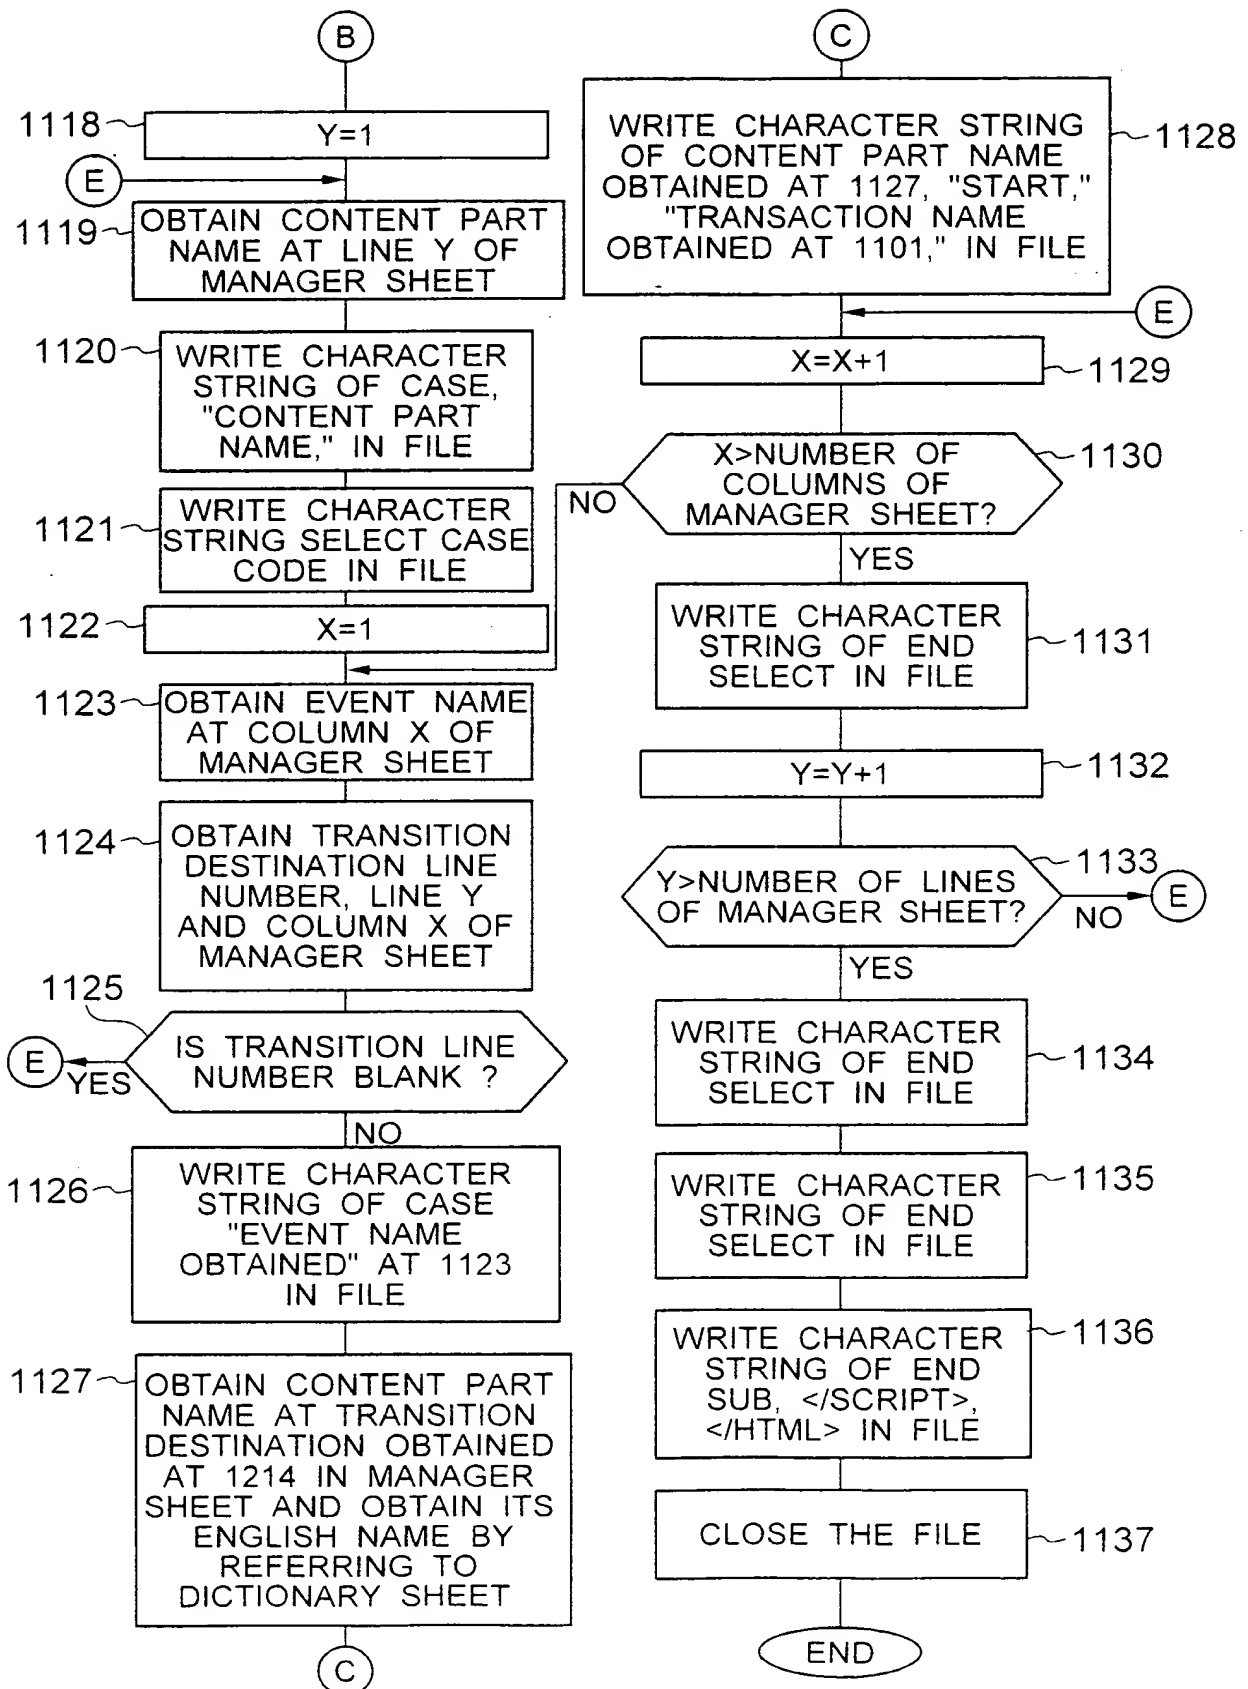 B
1118
Y=1
E
1119
OBTAIN CONTENT PART
NAME AT LINE Y OF
MANAGER SHEET
1120
WRITE CHARACTER
STRING OF CASE,
"CONTENT PART
NAME," IN FILE
1121
WRITE CHARACTER
STRING SELECT CASE
CODE IN FILE
1122
X=1
1123
OBTAIN EVENT NAME
AT COLUMN X OF
MANAGER SHEET
1124
OBTAIN TRANSITION
DESTINATION LINE
NUMBER, LINE Y
AND COLUMN X OF
MANAGER SHEET
1125
IS TRANSITION LINE
NUMBER BLANK ?
E
YES
NO
1126
WRITE CHARACTER
STRING OF CASE
"EVENT NAME
OBTAINED" AT 1123
IN FILE
1127
OBTAIN CONTENT PART
NAME AT TRANSITION
DESTINATION OBTAINED
AT 1214 IN MANAGER
SHEET AND OBTAIN ITS
ENGLISH NAME BY
REFERRING TO
DICTIONARY SHEET
C
C
WRITE CHARACTER STRING
OF CONTENT PART NAME
OBTAINED AT 1127, "START,"
"TRANSACTION NAME
OBTAINED AT 1101," IN FILE
1128
E
X=X+1
1129
X>NUMBER OF
COLUMNS OF
MANAGER SHEET?
1130
NO
YES
WRITE CHARACTER
STRING OF END
SELECT IN FILE
1131
Y=Y+1
1132
Y>NUMBER OF LINES
OF MANAGER SHEET?
1133
NO
E
YES
WRITE CHARACTER
STRING OF END
SELECT IN FILE
1134
WRITE CHARACTER
STRING OF END
SELECT IN FILE
1135
WRITE CHARACTER
STRING OF END
SUB, </SCRIPT>,
</HTML> IN FILE
1136
CLOSE THE FILE
1137
END